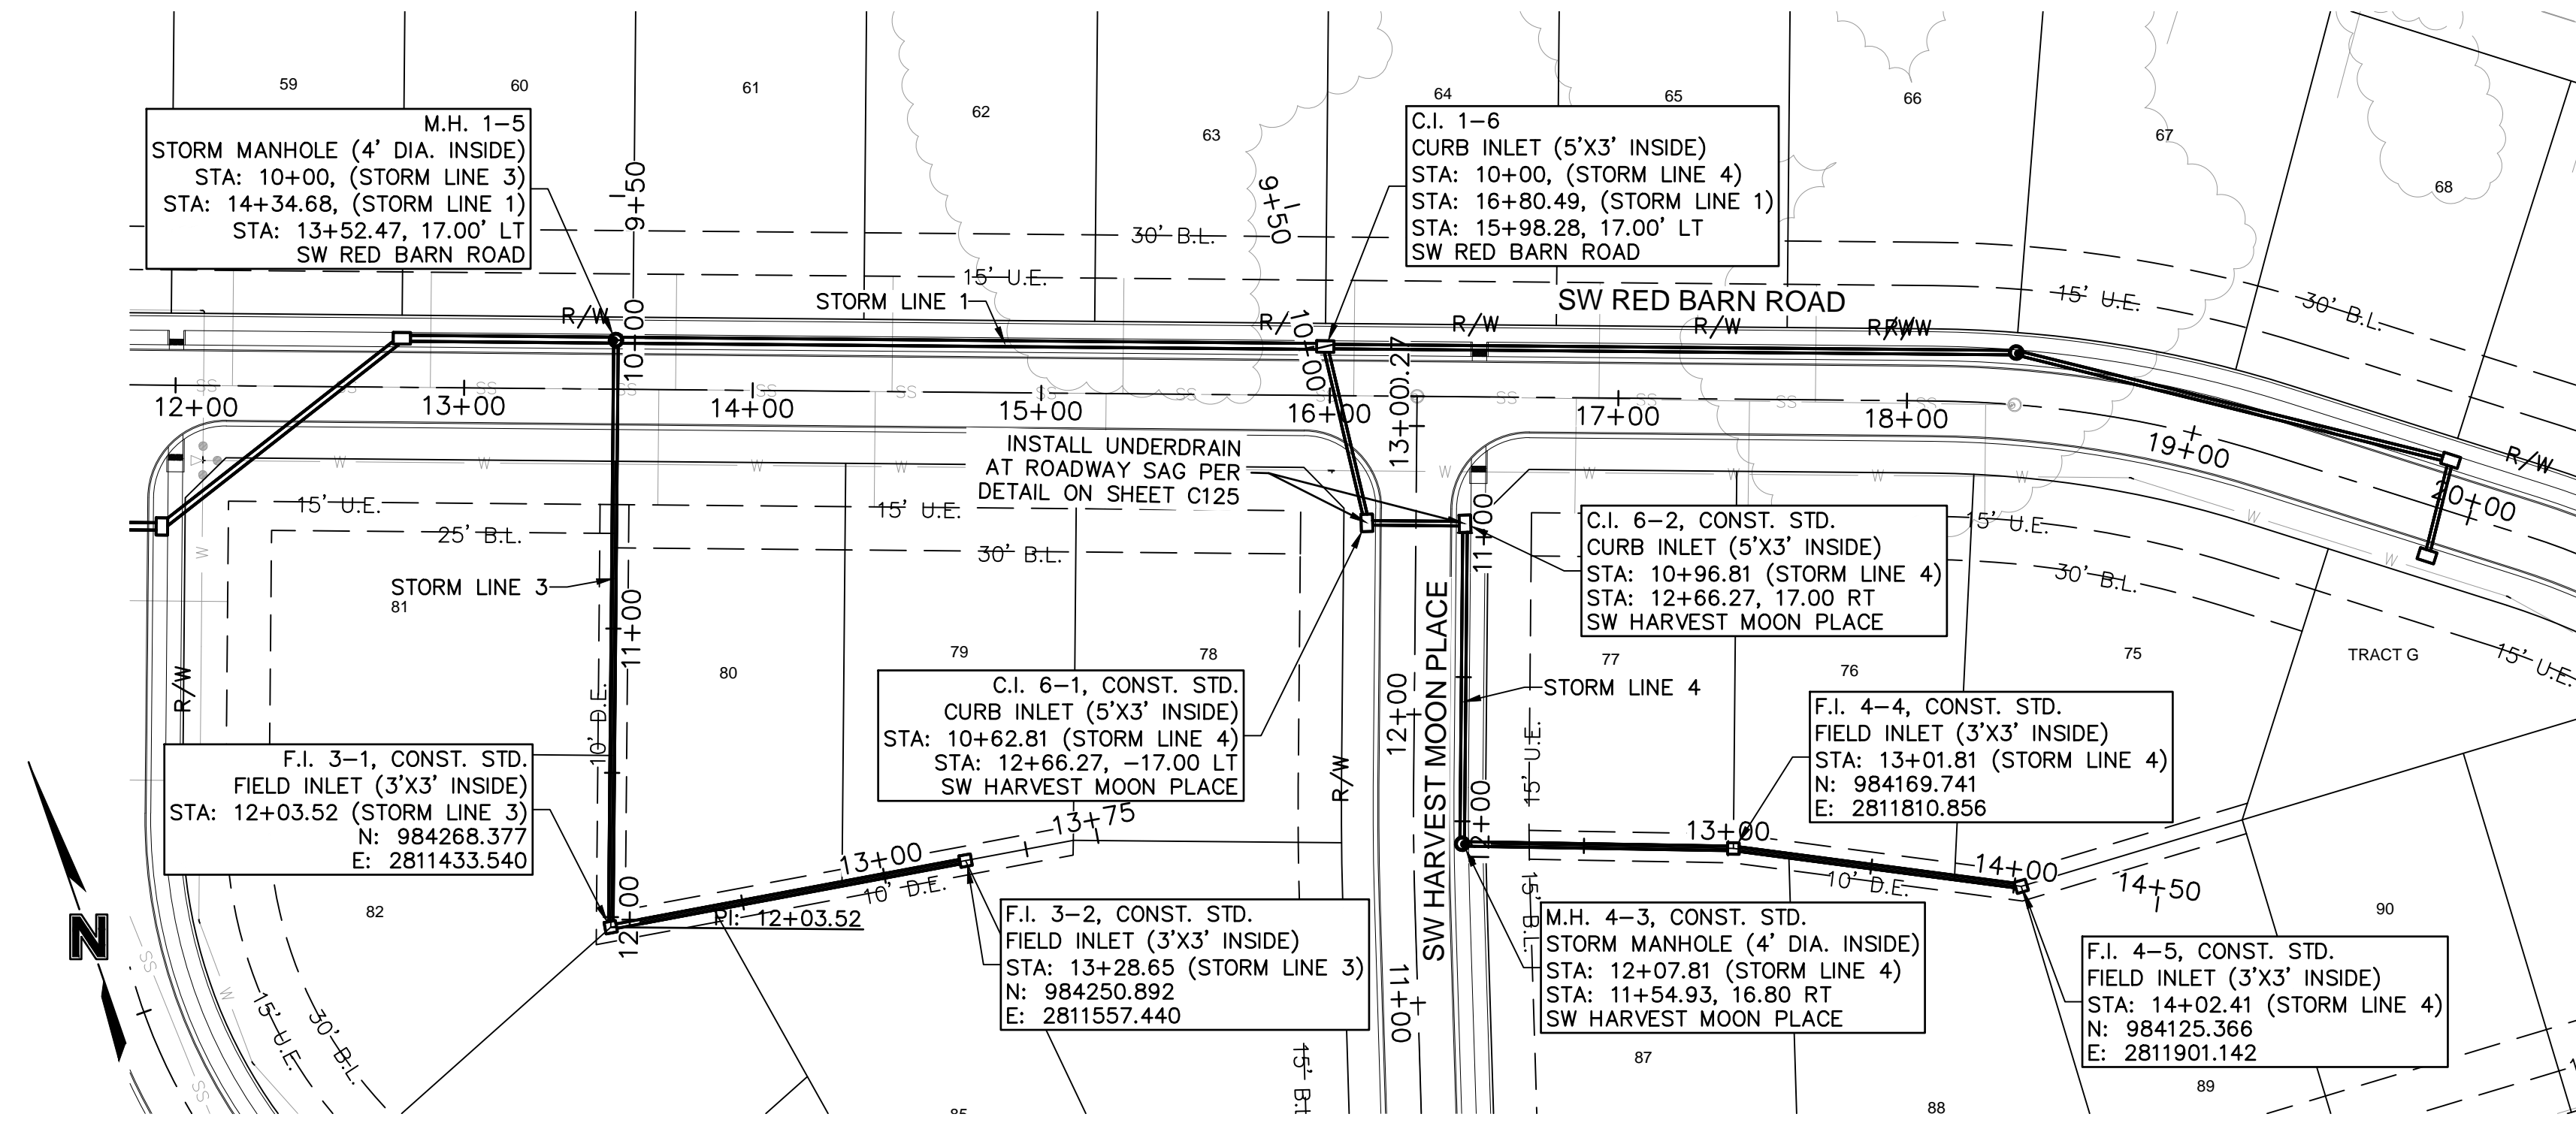 59
60
61
62
63
64
65
66
67
68
M.H. 1-5
STORM MANHOLE (4' DIA. INSIDE)
STA: 10+00, (STORM LINE 3)
STA: 14+34.68, (STORM LINE 1)
STA: 13+52.47, 17.00' LT
SW RED BARN ROAD
9+50
C.I. 1-6
CURB INLET (5'X3' INSIDE)
STA: 10+00, (STORM LINE 4)
STA: 16+80.49, (STORM LINE 1)
STA: 15+98.28, 17.00' LT
SW RED BARN ROAD
9+50
30' B.L.
15' U.E.
STORM LINE 1
SW RED BARN ROAD
15' U.E.
30' B.L.
R/W
10+00
R/
10+00
R/W
R/W
R/W
R/W
13+00.27
SS
SS
SS
SS
SS
SS
SS
SS
SS
SS
12+00
13+00
14+00
15+00
16+00
17+00
18+00
19+00
20+00
R/W
INSTALL UNDERDRAIN
AT ROADWAY SAG PER
DETAIL ON SHEET C125
W
W
W
W
W
W
W
W
W
W
W
15' U.E.
25' B.L.
15' U.E.
30' B.L.
11+00
15' U.E.
30' B.L.
15' U.E.
C.I. 6-2, CONST. STD.
CURB INLET (5'X3' INSIDE)
STA: 10+96.81 (STORM LINE 4)
STA: 12+66.27, 17.00 RT
SW HARVEST MOON PLACE
STORM LINE 3
81
11+00
80
79
78
77
76
75
TRACT G
R/W
10' D.E.
C.I. 6-1, CONST. STD.
CURB INLET (5'X3' INSIDE)
STA: 10+62.81 (STORM LINE 4)
STA: 12+66.27, -17.00 LT
SW HARVEST MOON PLACE
12+00
SW HARVEST MOON PLACE
STORM LINE 4
15' U.E.
R/W
F.I. 4-4, CONST. STD.
FIELD INLET (3'X3' INSIDE)
STA: 13+01.81 (STORM LINE 4)
N: 984169.741
E: 2811810.856
F.I. 3-1, CONST. STD.
FIELD INLET (3'X3' INSIDE)
STA: 12+03.52 (STORM LINE 3)
N: 984268.377
E: 2811433.540
13+75
13+00
10' D.E.
12+00
PI: 12+03.52
12+00
13+00
14+00
14+50
10' D.E.
82
N
F.I. 3-2, CONST. STD.
FIELD INLET (3'X3' INSIDE)
STA: 13+28.65 (STORM LINE 3)
N: 984250.892
E: 2811557.440
11+00
15' B.L.
M.H. 4-3, CONST. STD.
STORM MANHOLE (4' DIA. INSIDE)
STA: 12+07.81 (STORM LINE 4)
STA: 11+54.93, 16.80 RT
SW HARVEST MOON PLACE
90
F.I. 4-5, CONST. STD.
FIELD INLET (3'X3' INSIDE)
STA: 14+02.41 (STORM LINE 4)
N: 984125.366
E: 2811901.142
SS
W
SS
15' U.E.
30' B.L.
15' B.L
87
88
89